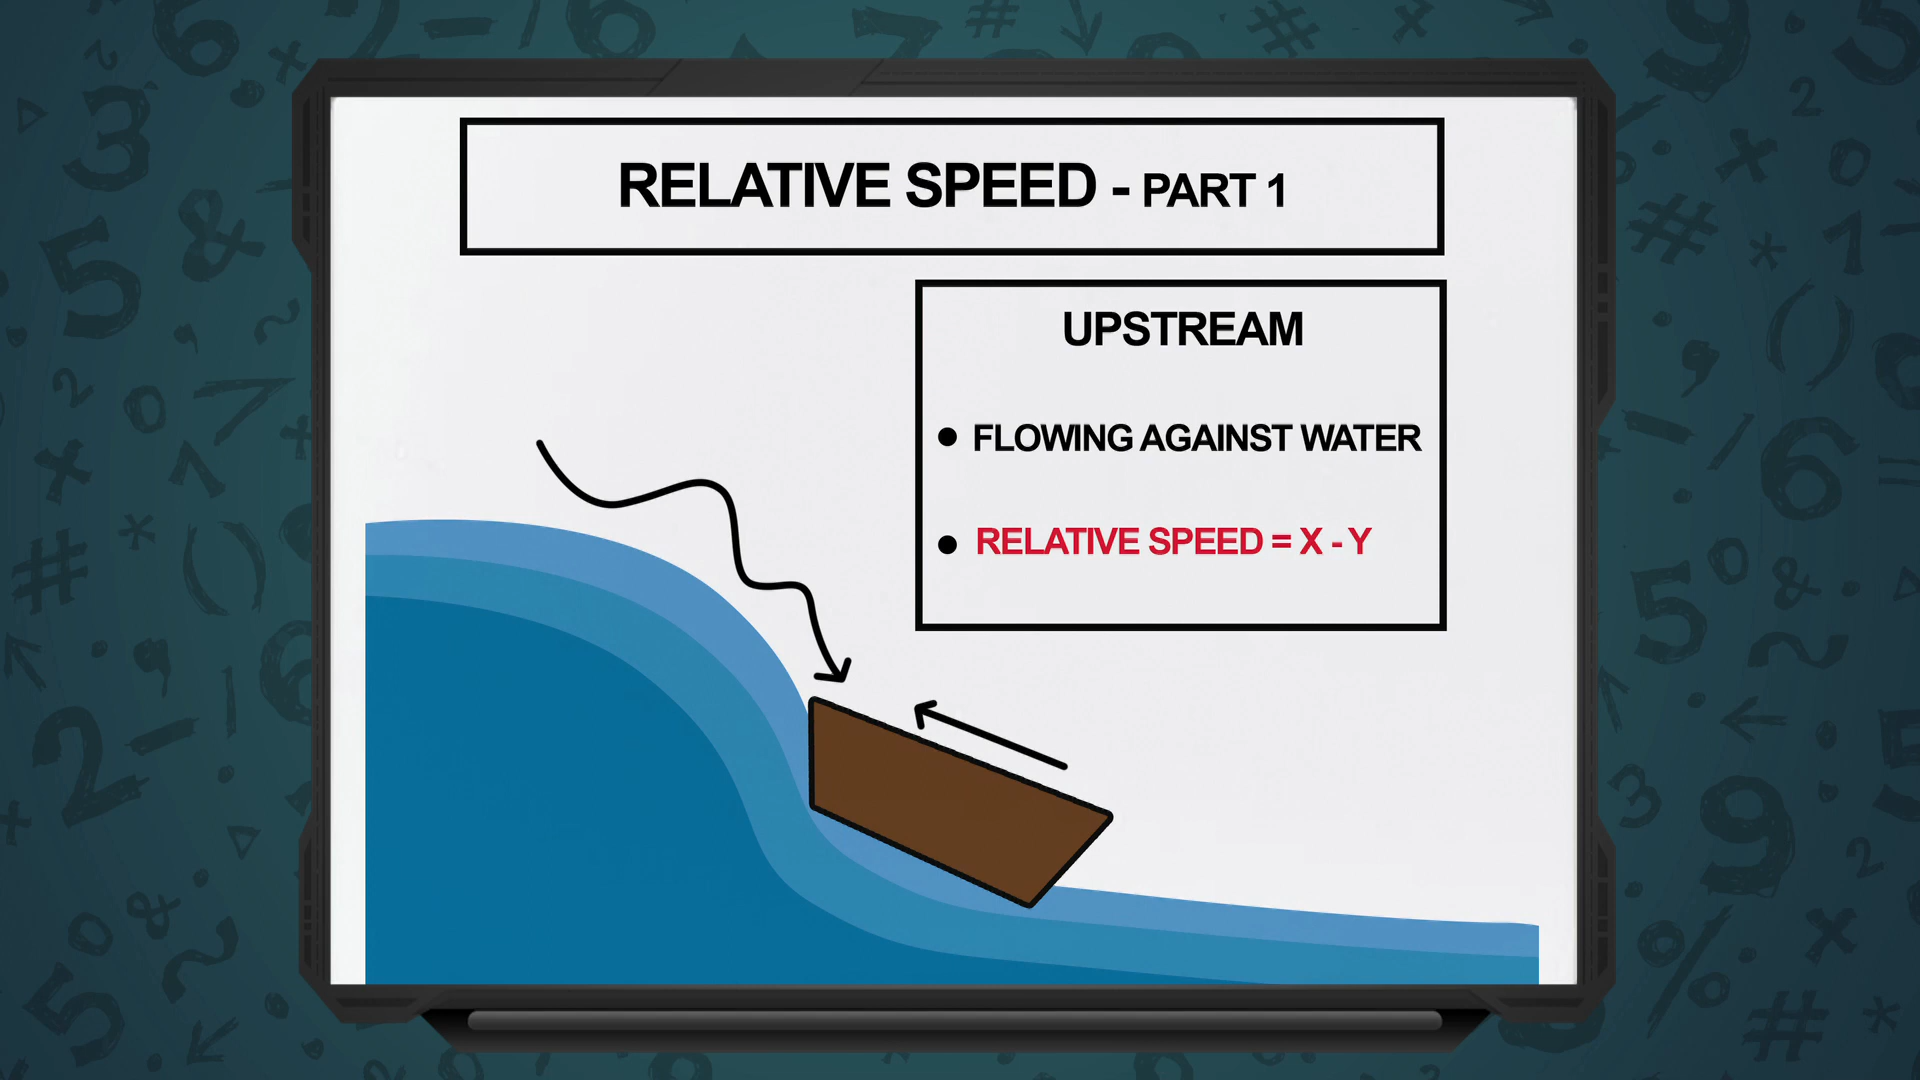 RELATIVE SPEED - PART 1
UPSTREAM
● FLOWING AGAINST WATER
● RELATIVE SPEED = X - Y